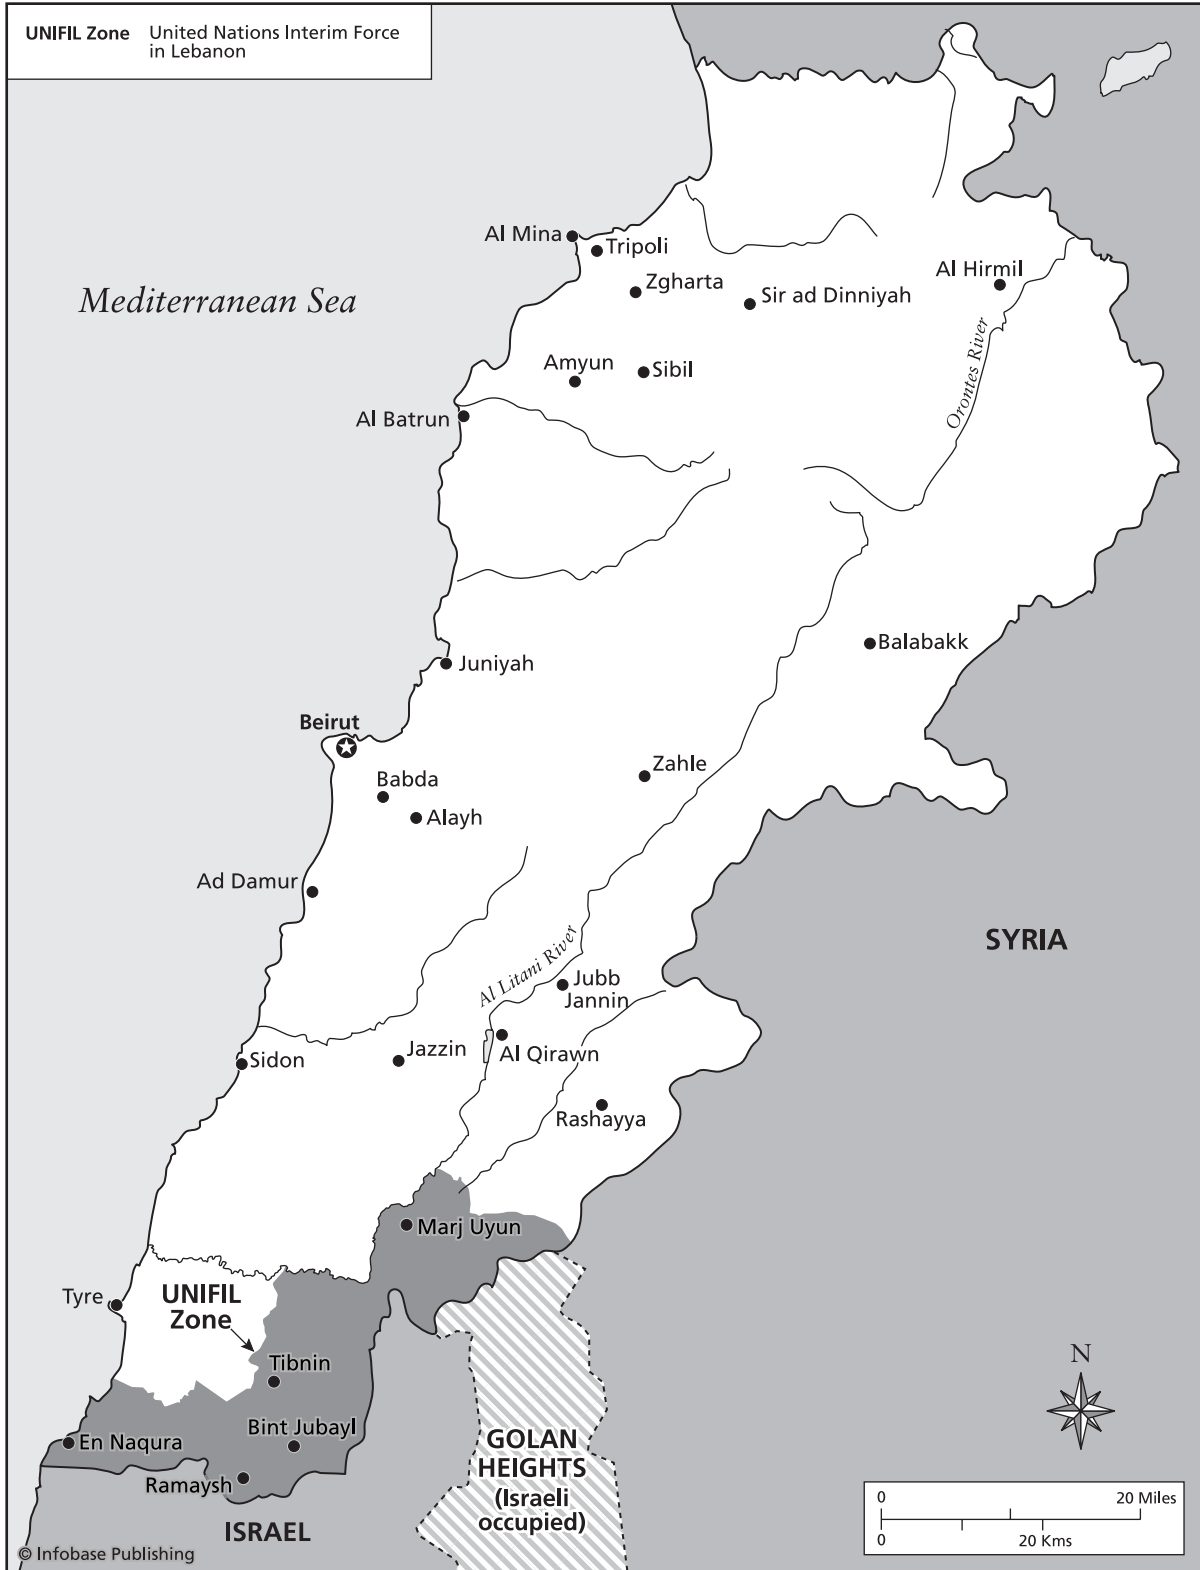 UNIFIL Zone United Nations Interim Force
in Lebanon
Al Mina
Tripoli
Zgharta
Sir ad Dinniyah
Al Hirmil
Mediterranean Sea
Orontes River
Amyun
Sibil
Al Batrun
Balabakk
Juniyah
Beirut
Zahle
Babda
Alayh
Ad Damur
SYRIA
Al Litani River
Jubb
Jannin
Jazzin
Al Qirawn
Sidon
Rashayya
Marj Uyun
Tyre
UNIFIL
Zone
Tibnin
Bint Jubayl
En Naqura
Ramaysh
GOLAN
HEIGHTS
(Israeli
occupied)
ISRAEL
N
0 20 Miles
0 20 Kms
© Infobase Publishing